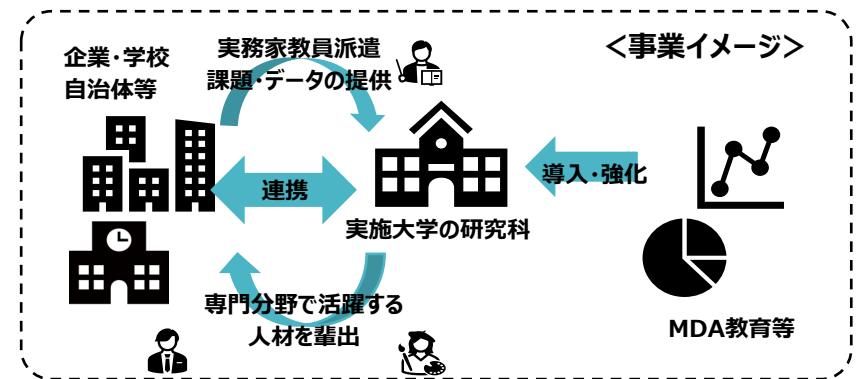 ＜事業イメージ＞
企業・学校
自治体等
実務家教員派遣
課題・データの提供
連携
実施大学の研究科
導入・強化
専門分野で活躍する
人材を輩出
MDA教育等